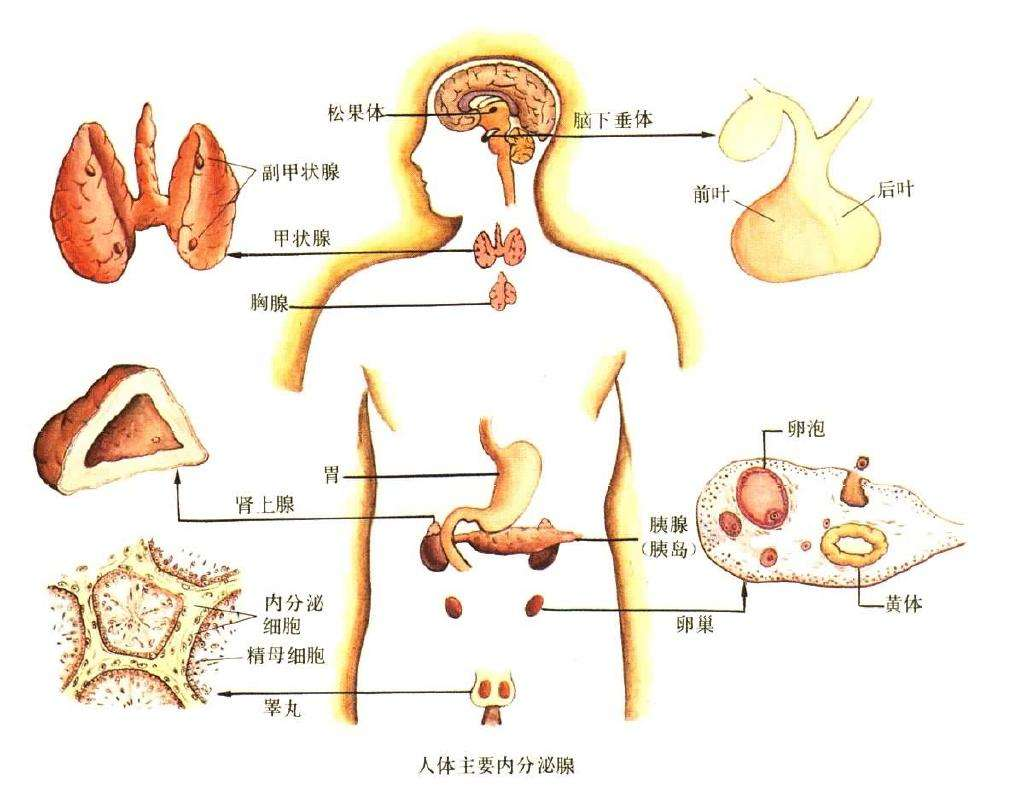 松果体
脑下垂体
副甲状腺
前叶
后叶
甲状腺
胸腺
卵泡
胃
肾上腺
胰腺
(胰岛)
内分泌
细胞
黄体
卵巢
精母细胞
睾丸
人体主要内分泌腺